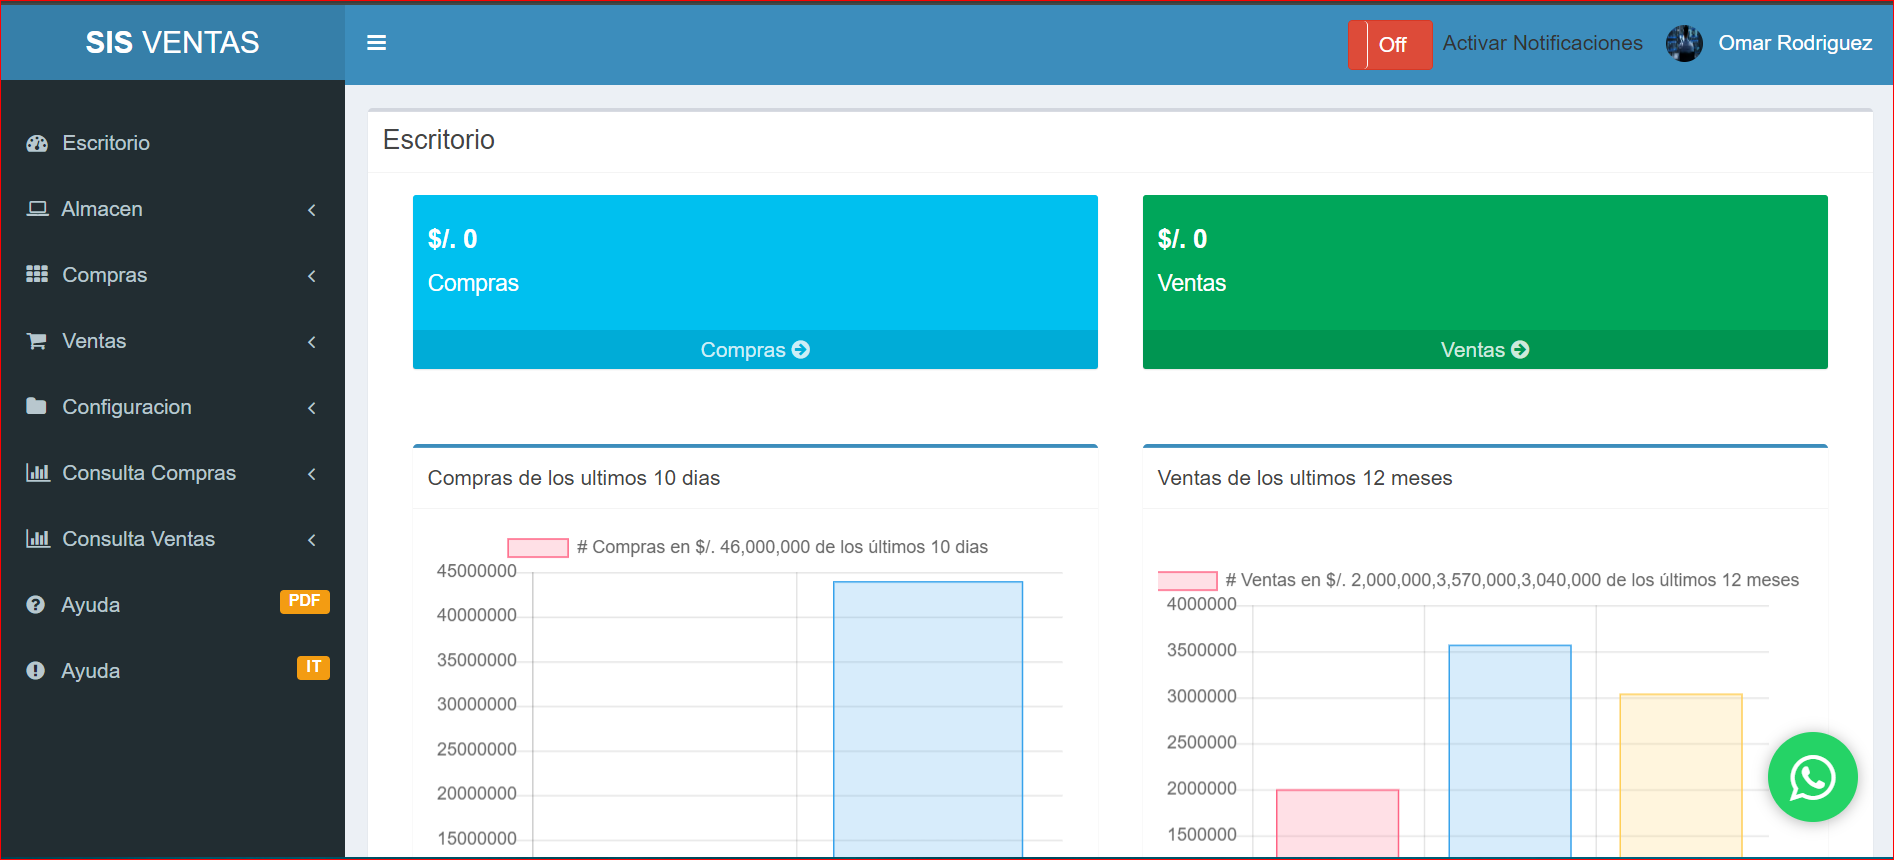 SIS VENTAS
Off
Activar Notificaciones
Omar Rodriguez
Escritorio
Almacen
Compras
Ventas
Configuracion
Consulta Compras
Consulta Ventas
Ayuda PDF
Ayuda IT
Escritorio
$/. 0
Compras
Compras
$/. 0
Ventas
Ventas
Compras de los ultimos 10 dias
# Compras en $/. 46,000,000 de los últimos 10 dias
45000000
40000000
35000000
30000000
25000000
20000000
15000000
Ventas de los ultimos 12 meses
# Ventas en $/. 2,000,000,3,570,000,3,040,000 de los últimos 12 meses
4000000
3500000
3000000
2500000
2000000
1500000